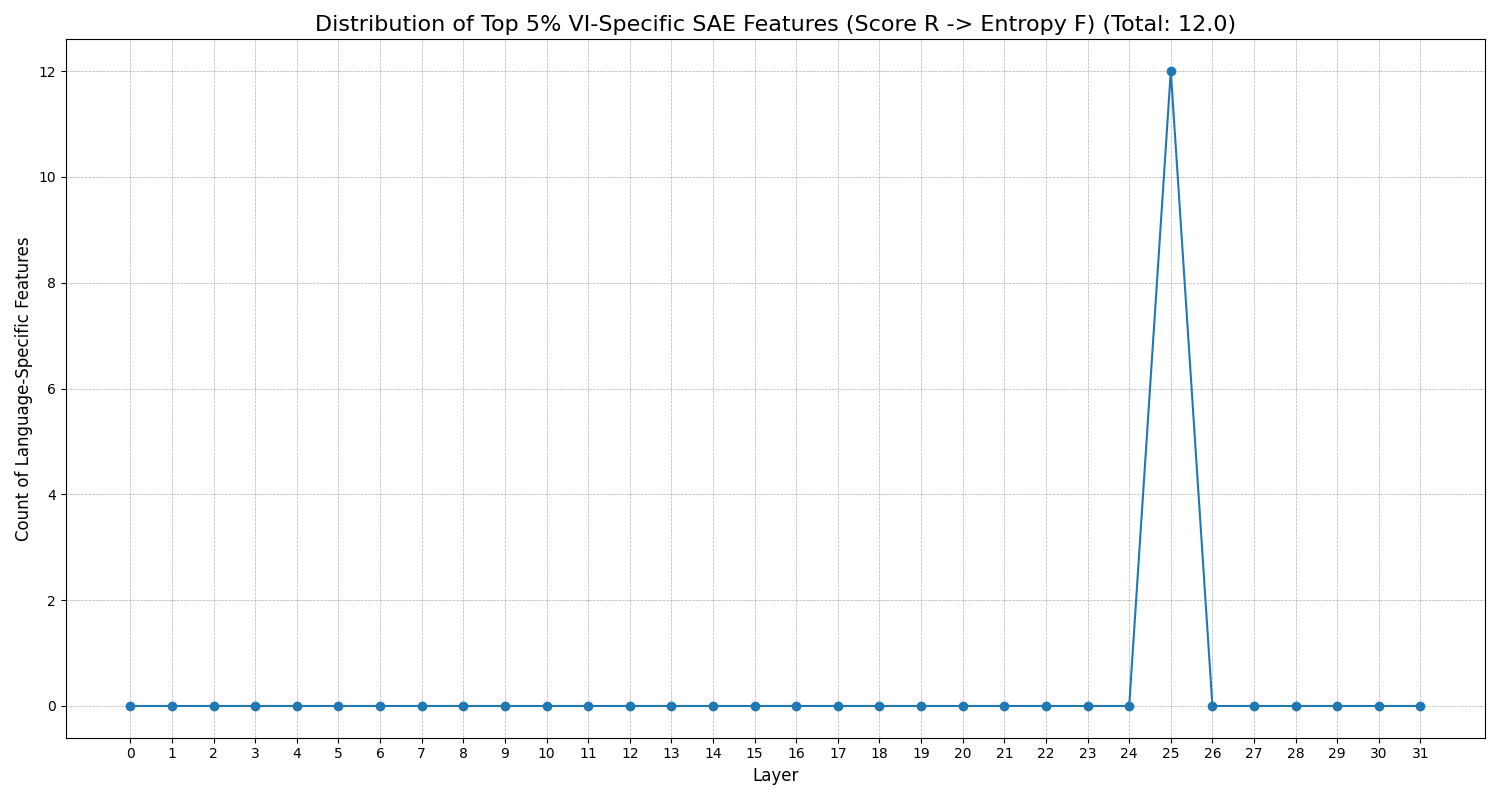 Distribution of Top 5% VI-Specific SAE Features (Score R -> Entropy F) (Total: 12.0)
Count of Language-Specific Features
12
10
8
6
4
2
0
0 1 2 3 4 5 6 7 8 9 10 11 12 13 14 15 16 17 18 19 20 21 22 23 24 25 26 27 28 29 30 31
Layer